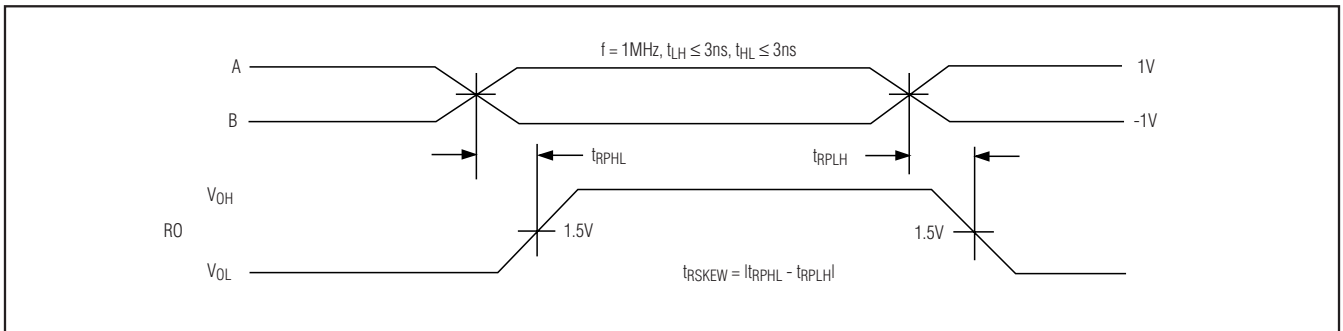 f = 1MHz, tLH ≤ 3ns, tHL ≤ 3ns
A
1V
B
-1V
tRPHL
tRPLH
VOH
RO
1.5V
1.5V
VOL
tRSKEW = |tRPHL - tRPLH|